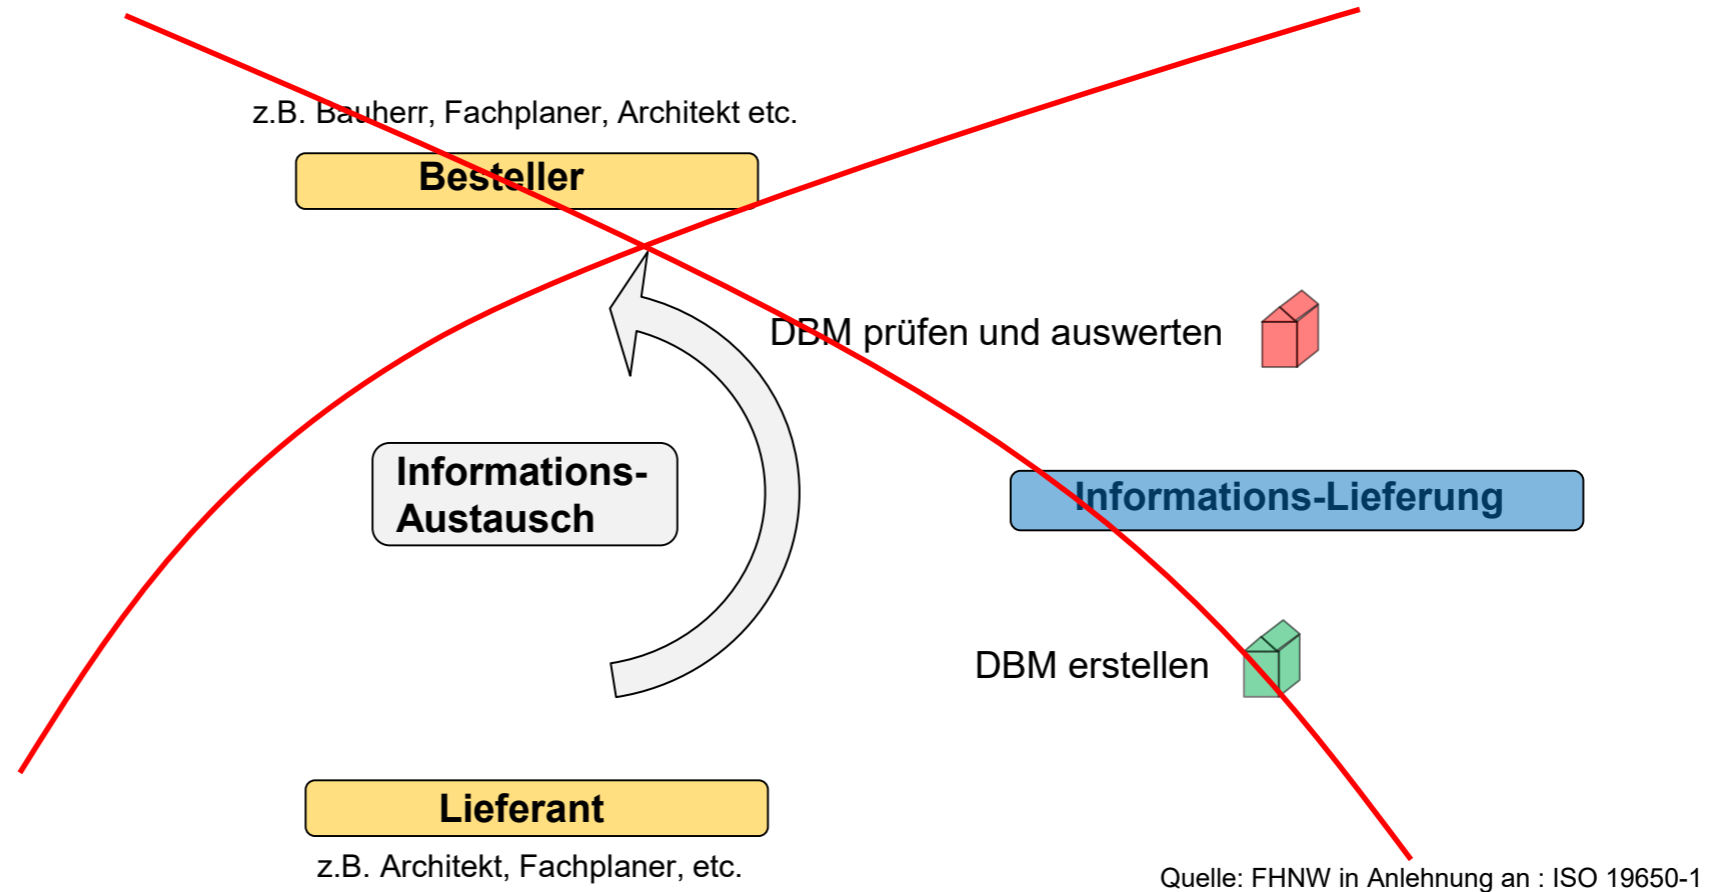 z.B. Bauherr, Fachplaner, Architekt etc.
Besteller
DBM prüfen und auswerten
Informations-
Austausch
Informations-Lieferung
DBM erstellen
Lieferant
z.B. Architekt, Fachplaner, etc.
Quelle: FHNW in Anlehnung an : ISO 19650-1